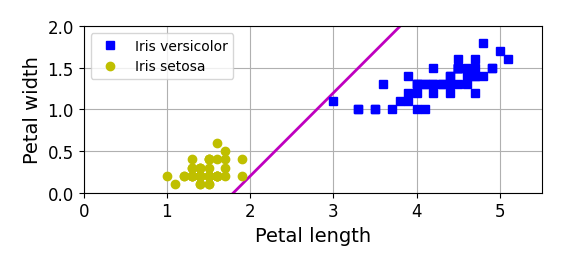 2.0
1.5
1.0
0.5
0.0
Petal width
Iris versicolor
Iris setosa
0 1 2 3 4 5
Petal length